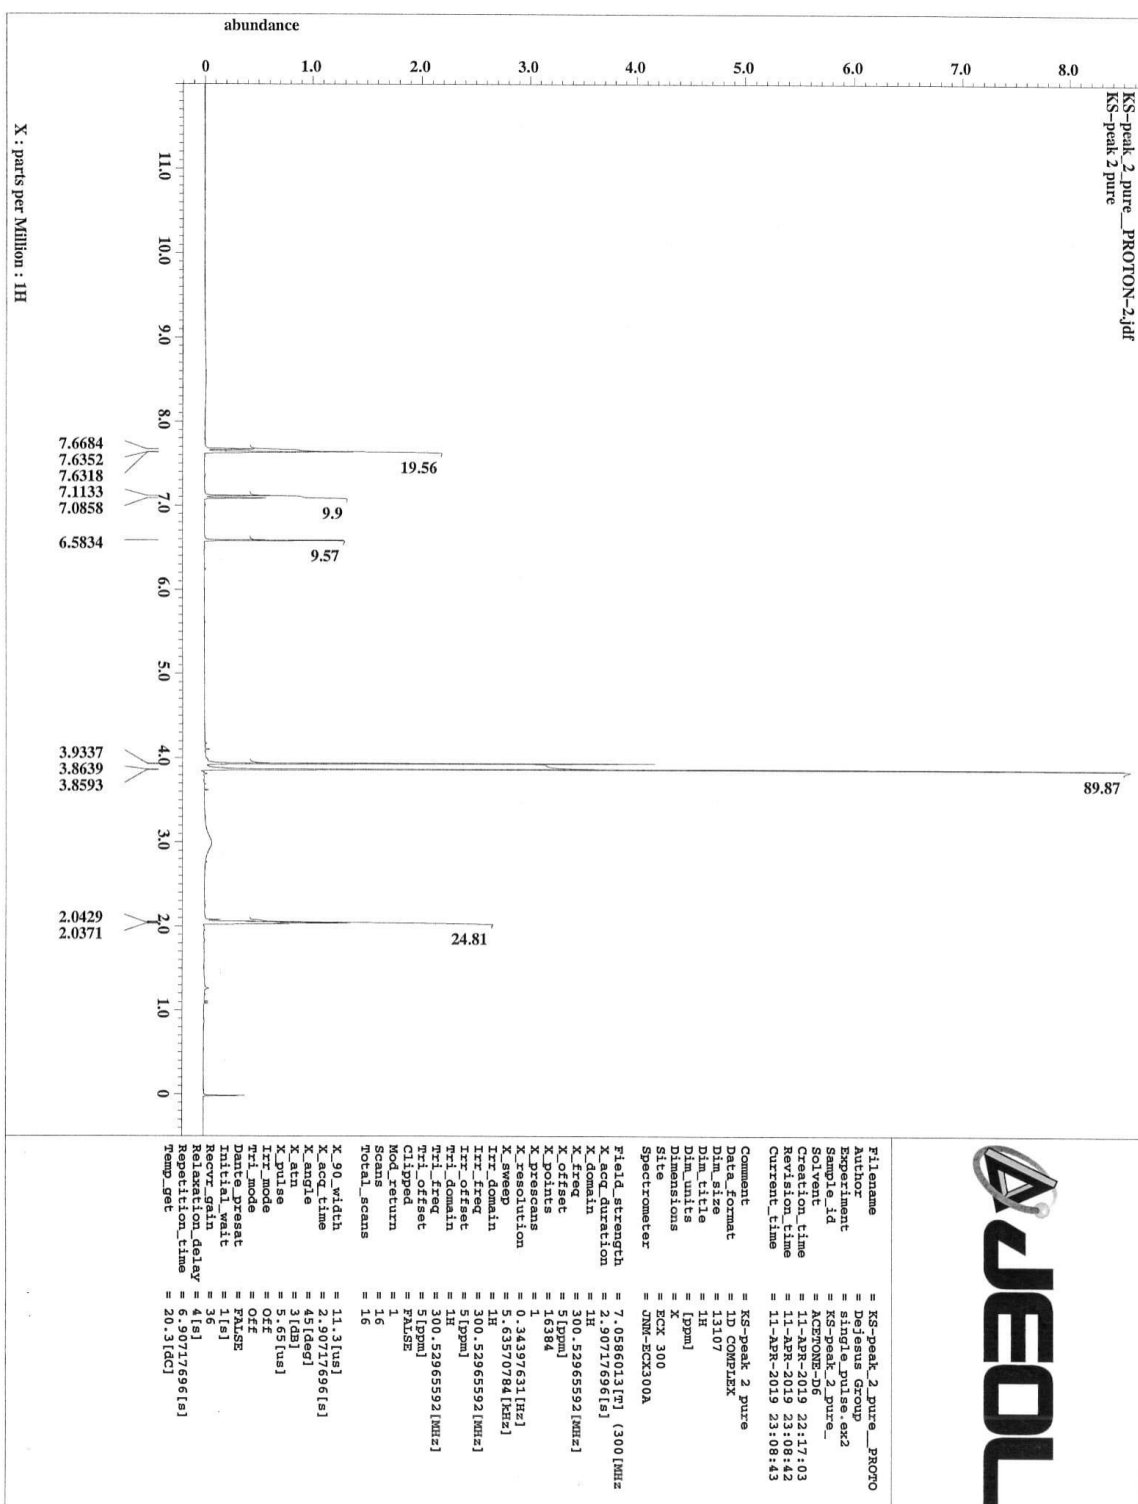 KS-peak_2_pure__PROTON-2.jdf
KS-peak 2 pure
abundance
0 1.0 2.0 3.0 4.0 5.0 6.0 7.0 8.0
19.56
9.9
9.57
89.87
24.81
11.0 10.0 9.0 8.0 7.0 6.0 5.0 4.0 3.0 2.0 1.0 0
7.6684
7.6352
7.6318
7.1133
7.0858
6.5834
3.9337
3.8639
3.8593
2.0429
2.0371
X : parts per Million : 1H
JEOL
Filename = KS-peak_2_pure__PROTO
Author = DeJesus Group
Experiment = single_pulse.ex2
Sample_id = KS-peak_2_pure_
Solvent = ACETONE-D6
Creation_time = 11-APR-2019 22:17:03
Revision_time = 11-APR-2019 23:08:42
Current_time = 11-APR-2019 23:08:43
Comment = KS-peak 2 pure
Data_format = 1D COMPLEX
Dim_size = 13107
Dim_title = 1H
Dim_units = [ppm]
Dimensions = X
Site = ECX 300
Spectrometer = JNM-ECX300A
Field_strength = 7.0586013[T] (300[MHz
X_acq_duration = 2.90717696[s]
X_domain = 1H
X_freq = 300.52965592[MHz]
X_offset = 5[ppm]
X_points = 16384
X_prescans = 1
X_resolution = 0.34397631[Hz]
X_sweep = 5.63570784[kHz]
Irr_domain = 1H
Irr_freq = 300.52965592[MHz]
Irr_offset = 5[ppm]
Tri_domain = 1H
Tri_freq = 300.52965592[MHz]
Tri_offset = 5[ppm]
Clipped = FALSE
Mod_return = 1
Scans = 16
Total_scans = 16
X_90_width = 11.3[us]
X_acq_time = 2.90717696[s]
X_angle = 45[deg]
X_atn = 3[dB]
X_pulse = 5.65[us]
Irr_mode = Off
Tri_mode = Off
Dante_presat = FALSE
Initial_wait = 1[s]
Recvr_gain = 36
Relaxation_delay = 4[s]
Repetition_time = 6.90717696[s]
Temp_get = 20.3[dC]